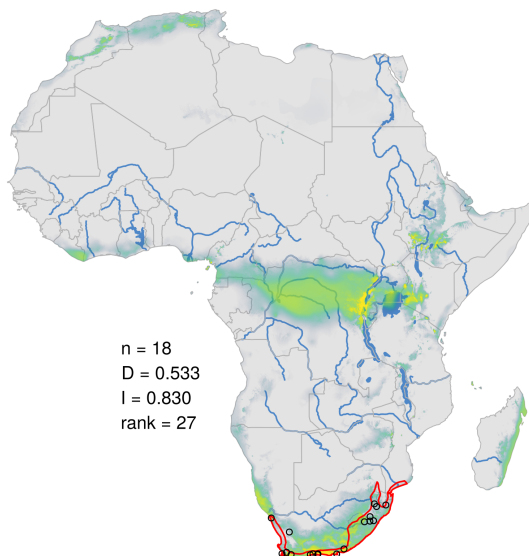 n = 18
D = 0.533
I = 0.830
rank = 27